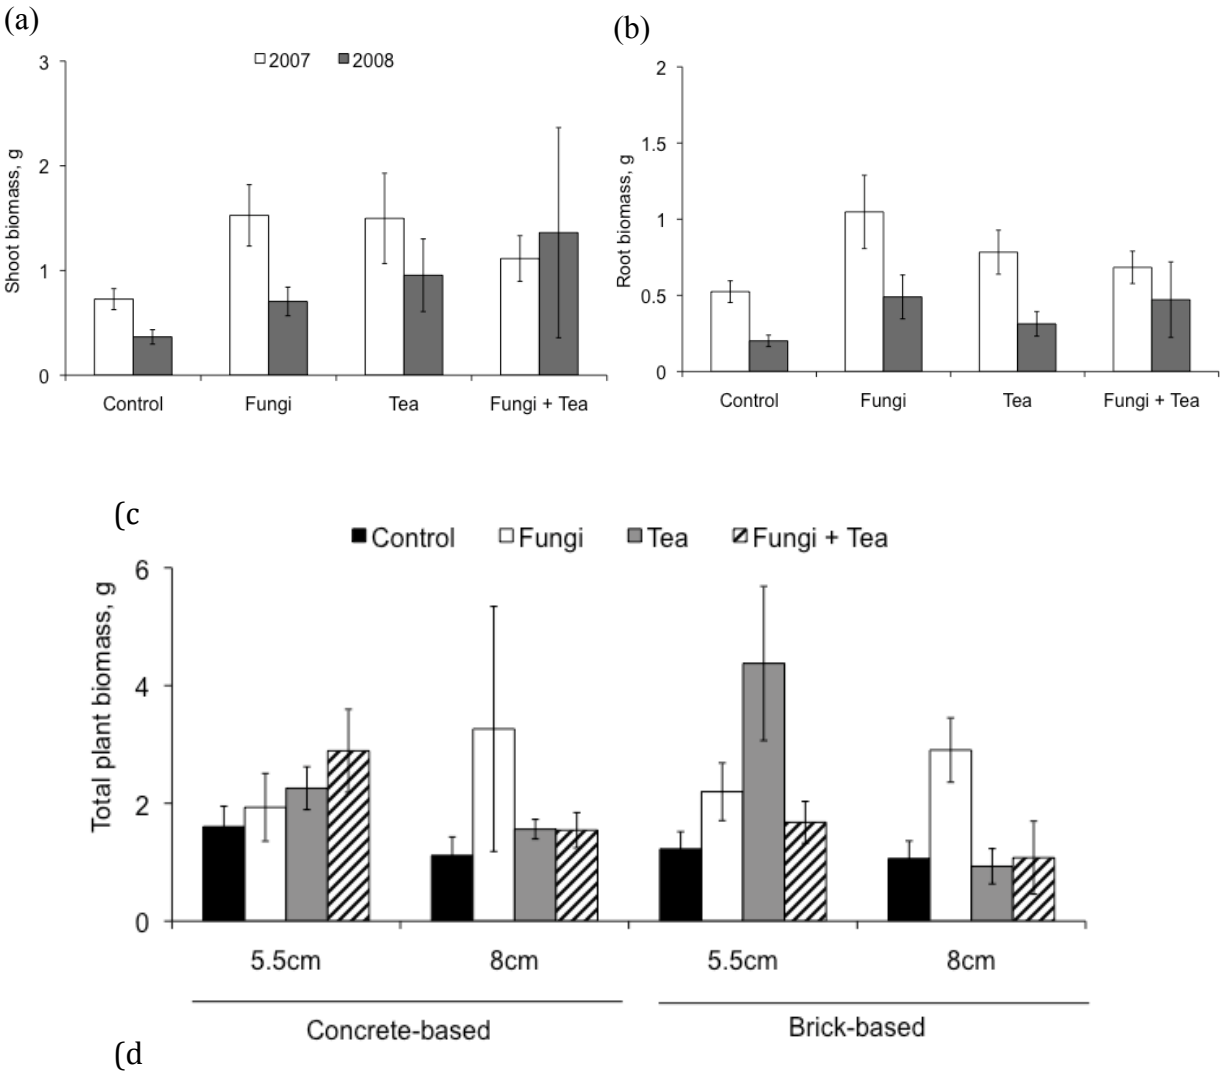 (a)
2007 2008
3
2
1
0
Shoot biomass, g
Control Fungi Tea Fungi + Tea
(b)
2
1.5
1
0.5
0
Root biomass, g
Control Fungi Tea Fungi + Tea
(c
Control Fungi Tea Fungi + Tea
6
4
2
0
Total plant biomass, g
5.5cm 8cm 5.5cm 8cm
Concrete-based Brick-based
(d